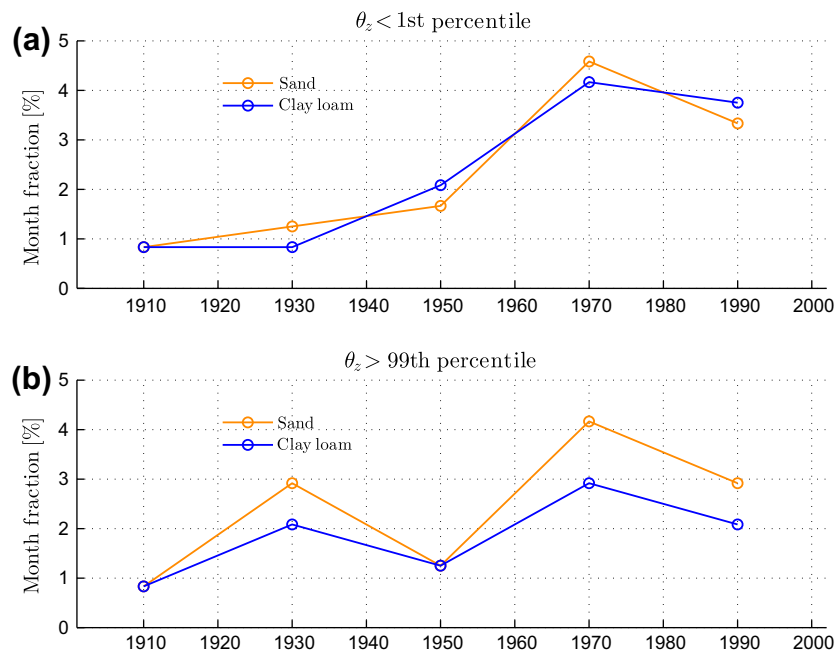 (a)
θz < 1st percentile
Month fraction [%]
5
4
3
2
1
0
Sand
Clay loam
1910 1920 1930 1940 1950 1960 1970 1980 1990 2000
(b)
θz > 99th percentile
Month fraction [%]
5
4
3
2
1
0
Sand
Clay loam
1910 1920 1930 1940 1950 1960 1970 1980 1990 2000